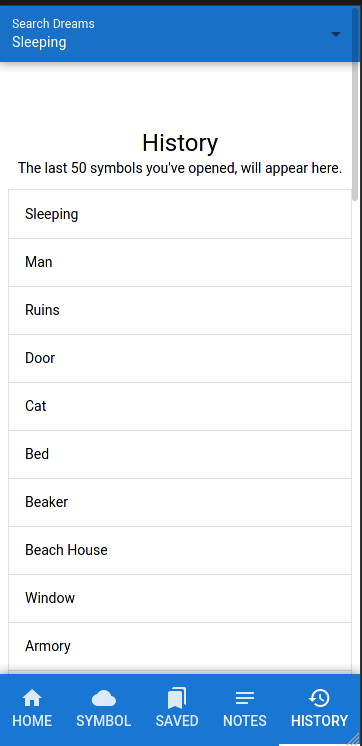 Search Dreams
Sleeping
History
The last 50 symbols you've opened, will appear here.
Sleeping
Man
Ruins
Door
Cat
Bed
Beaker
Beach House
Window
Armory
HOME SYMBOL SAVED NOTES HISTORY